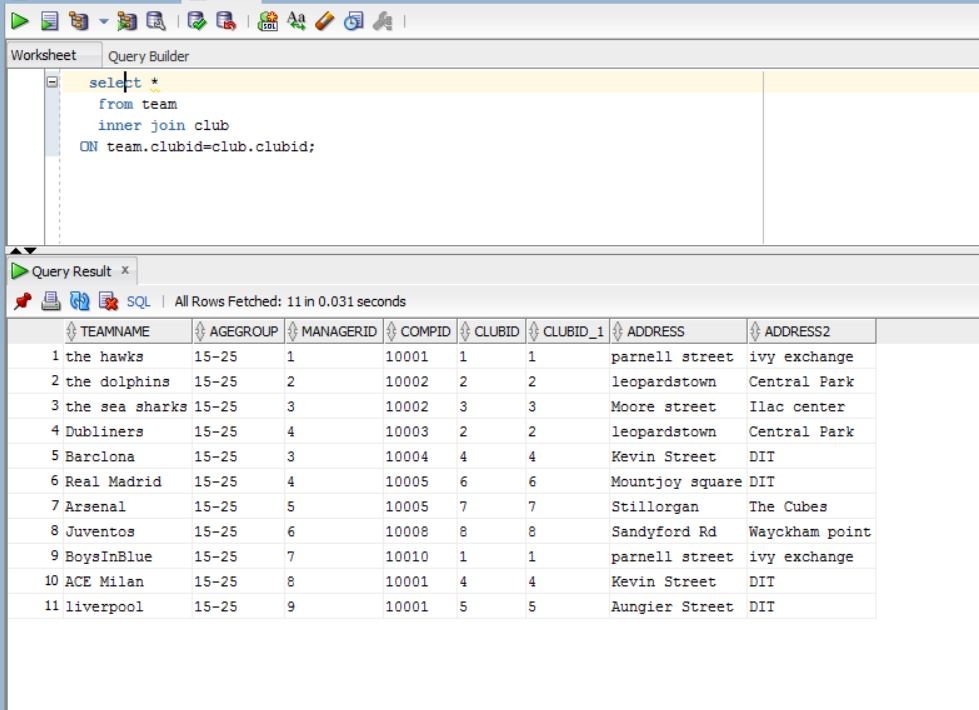 Worksheet Query Builder
select *
from team
inner join club
ON team.clubid=club.clubid;
Query Result x
SQL | All Rows Fetched: 11 in 0.031 seconds
TEAMNAME AGEGROUP MANAGERID COMPID CLUBID CLUBID_1 ADDRESS ADDRESS2
1 the hawks 15-25 1 10001 1 1 parnell street ivy exchange
2 the dolphins 15-25 2 10002 2 2 leopardstown Central Park
3 the sea sharks 15-25 3 10002 3 3 Moore street Ilac center
4 Dubliners 15-25 4 10003 2 2 leopardstown Central Park
5 Barclona 15-25 3 10004 4 4 Kevin Street DIT
6 Real Madrid 15-25 4 10005 6 6 Mountjoy square DIT
7 Arsenal 15-25 5 10005 7 7 Stillorgan The Cubes
8 Juventos 15-25 6 10008 8 8 Sandyford Rd Wayckham point
9 BoysInBlue 15-25 7 10010 1 1 parnell street ivy exchange
10 ACE Milan 15-25 8 10001 4 4 Kevin Street DIT
11 liverpool 15-25 9 10001 5 5 Aungier Street DIT